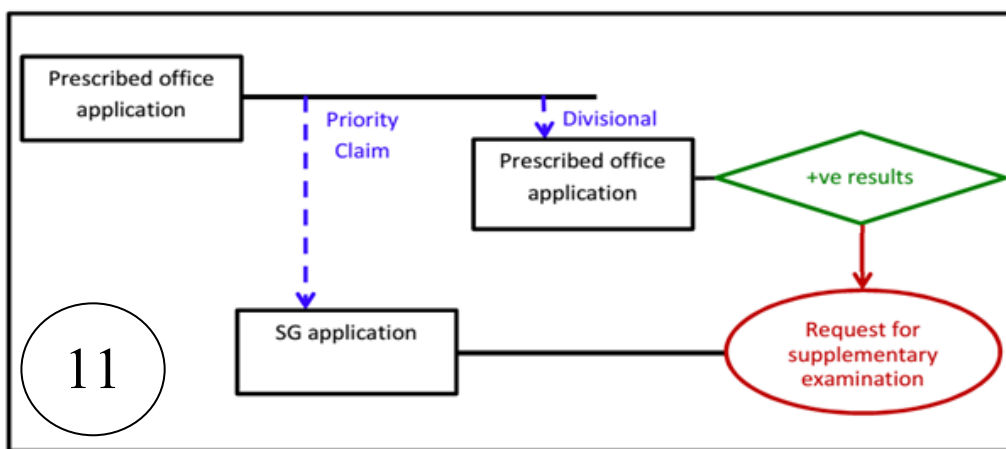 Prescribed office
application
Priority
Claim
Divisional
Prescribed office
application
+ve results
SG application
Request for
supplementary
examination
11